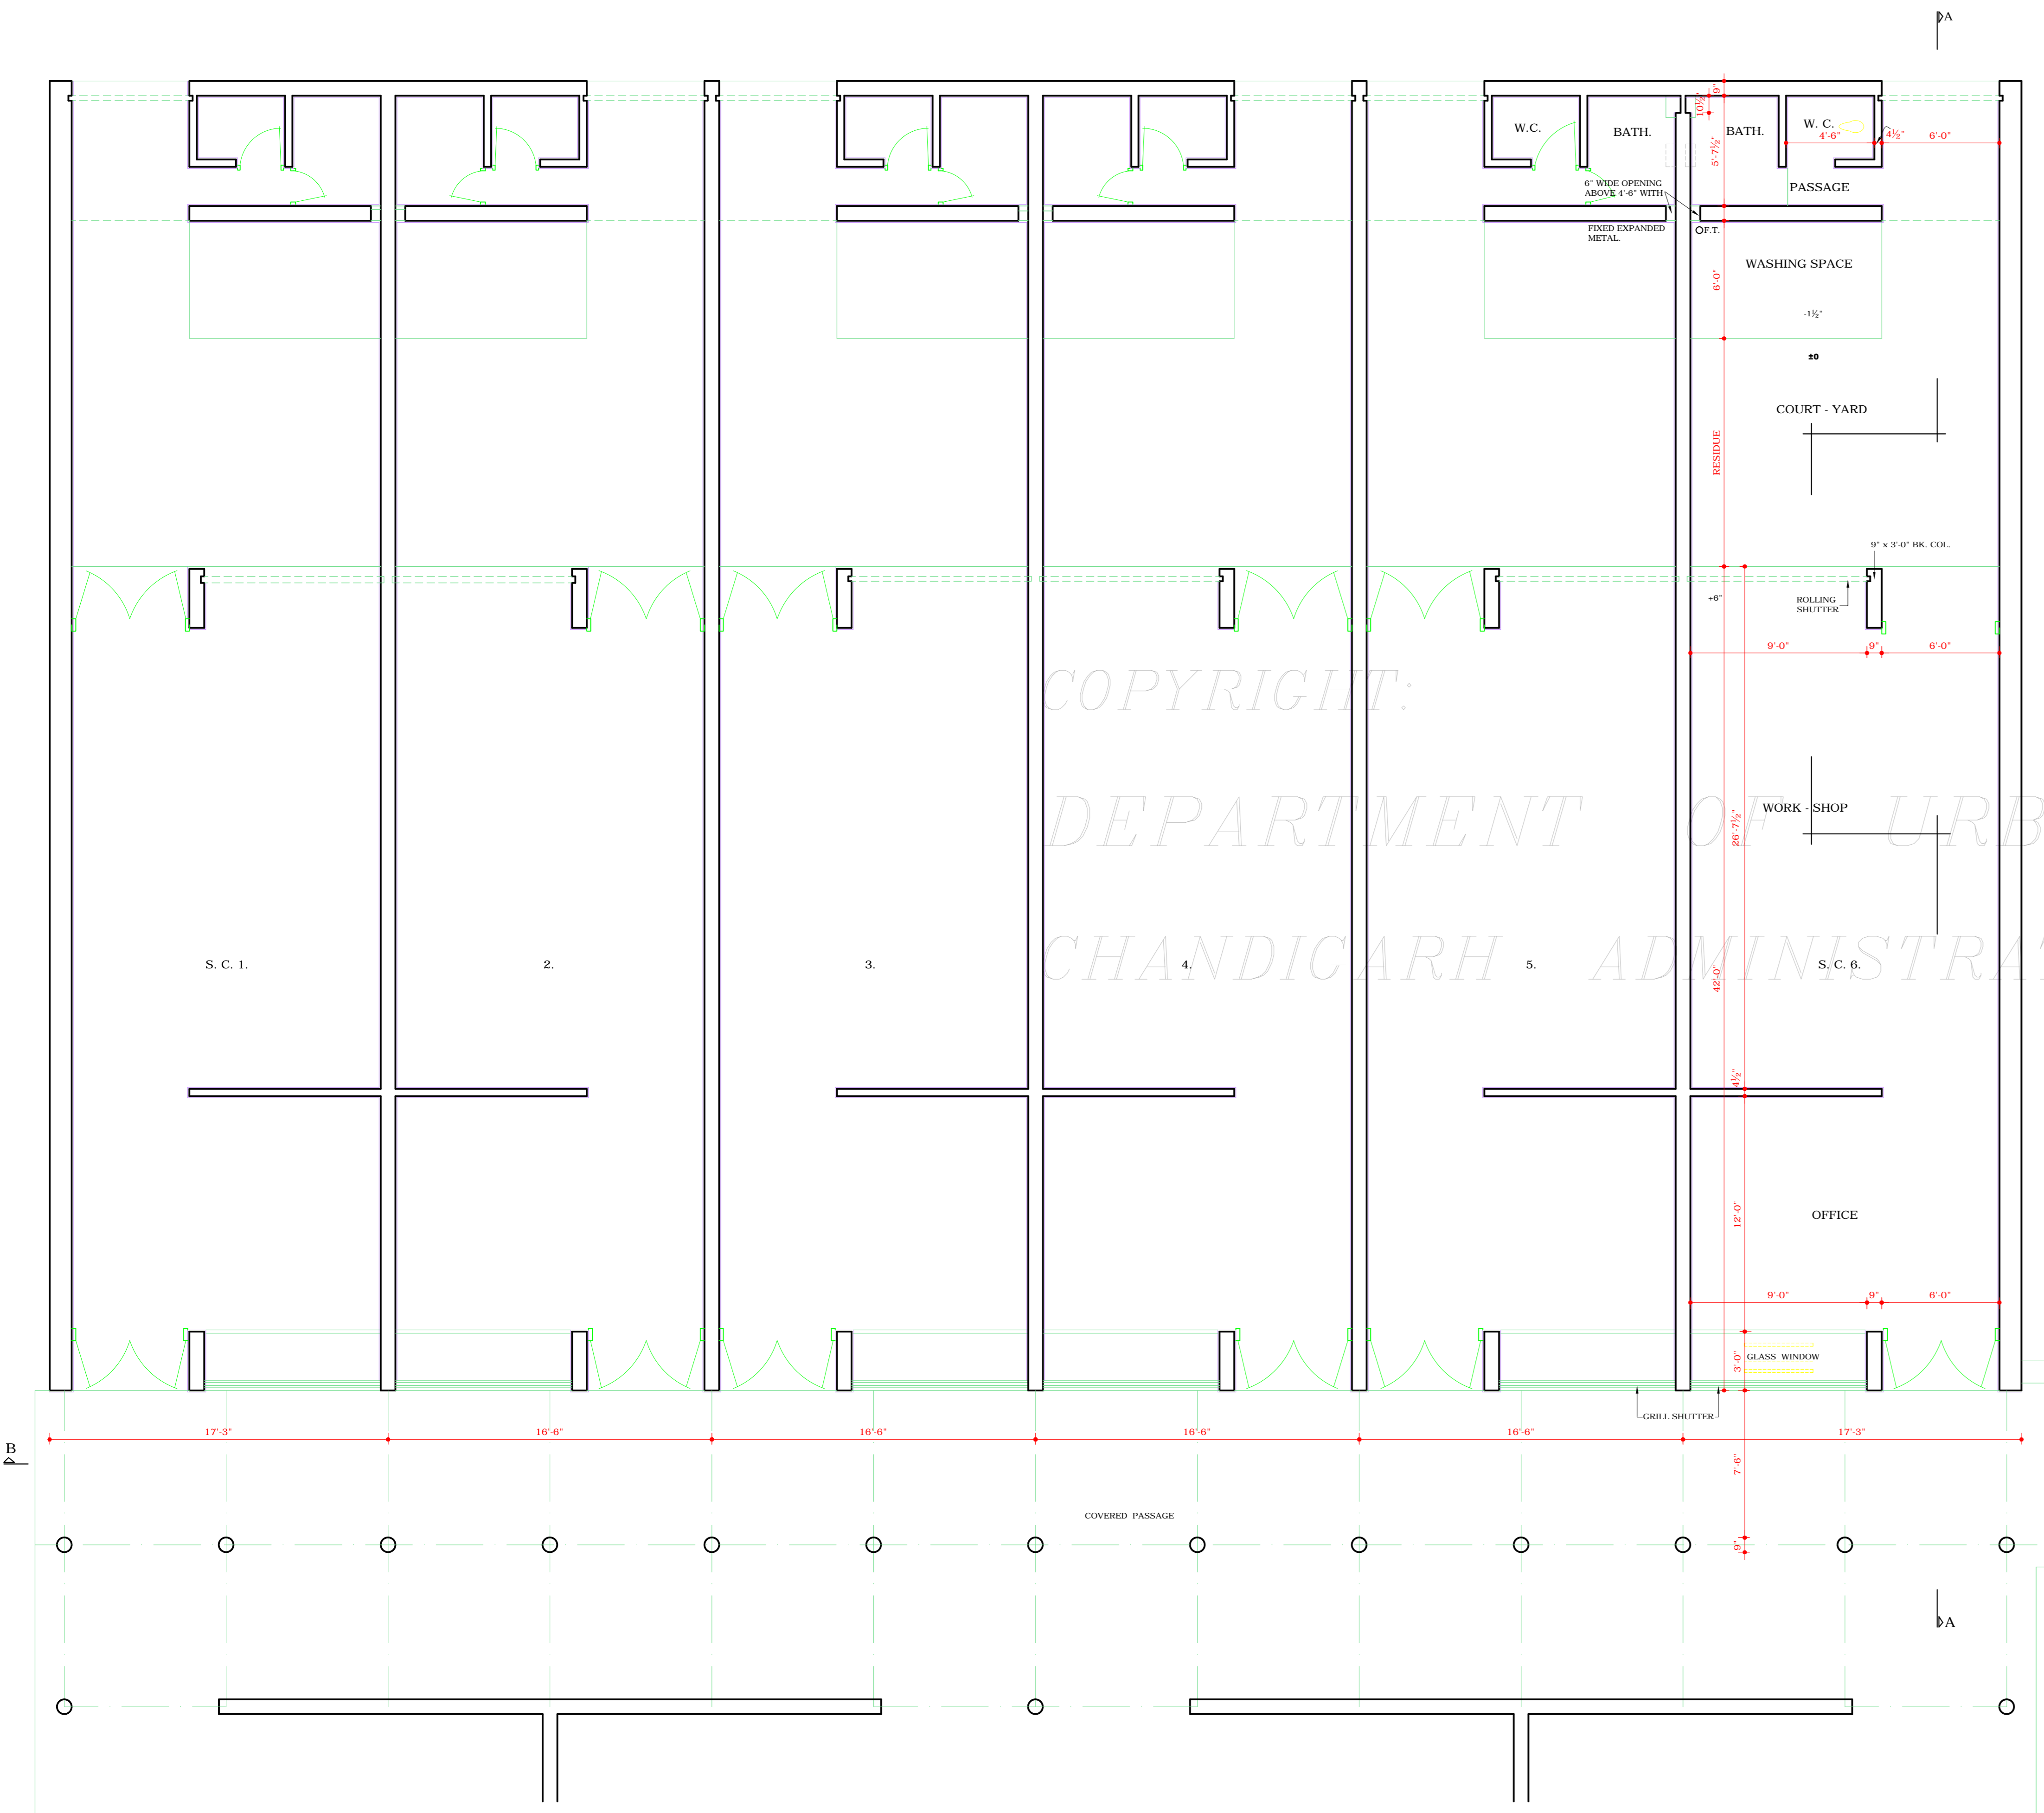 A
9"
10½"
W.C.
BATH.
BATH.
W. C.
4'-6"
4½"
6'-0"
5'-7½"
6" WIDE OPENING
ABOVE 4'-6" WITH
PASSAGE
FIXED EXPANDED
METAL.
F.T.
WASHING SPACE
6'-0"
-1½"
±0
COURT - YARD
RESIDUE
9" x 3'-0" BK. COL.
+6"
ROLLING
SHUTTER
9'-0"
9"
6'-0"
COPYRIGHT:
DEPARTMENT OF URB
WORK - SHOP
26'-7½"
CHANDIGARH ADMINISTRA
S. C. 1.
2.
3.
4.
5.
S. C. 6.
42'-0"
4½"
12'-0"
OFFICE
9'-0"
9"
6'-0"
3'-0"
GLASS WINDOW
GRILL SHUTTER
17'-3"
16'-6"
16'-6"
16'-6"
16'-6"
17'-3"
B
7'-6"
COVERED PASSAGE
9"
A